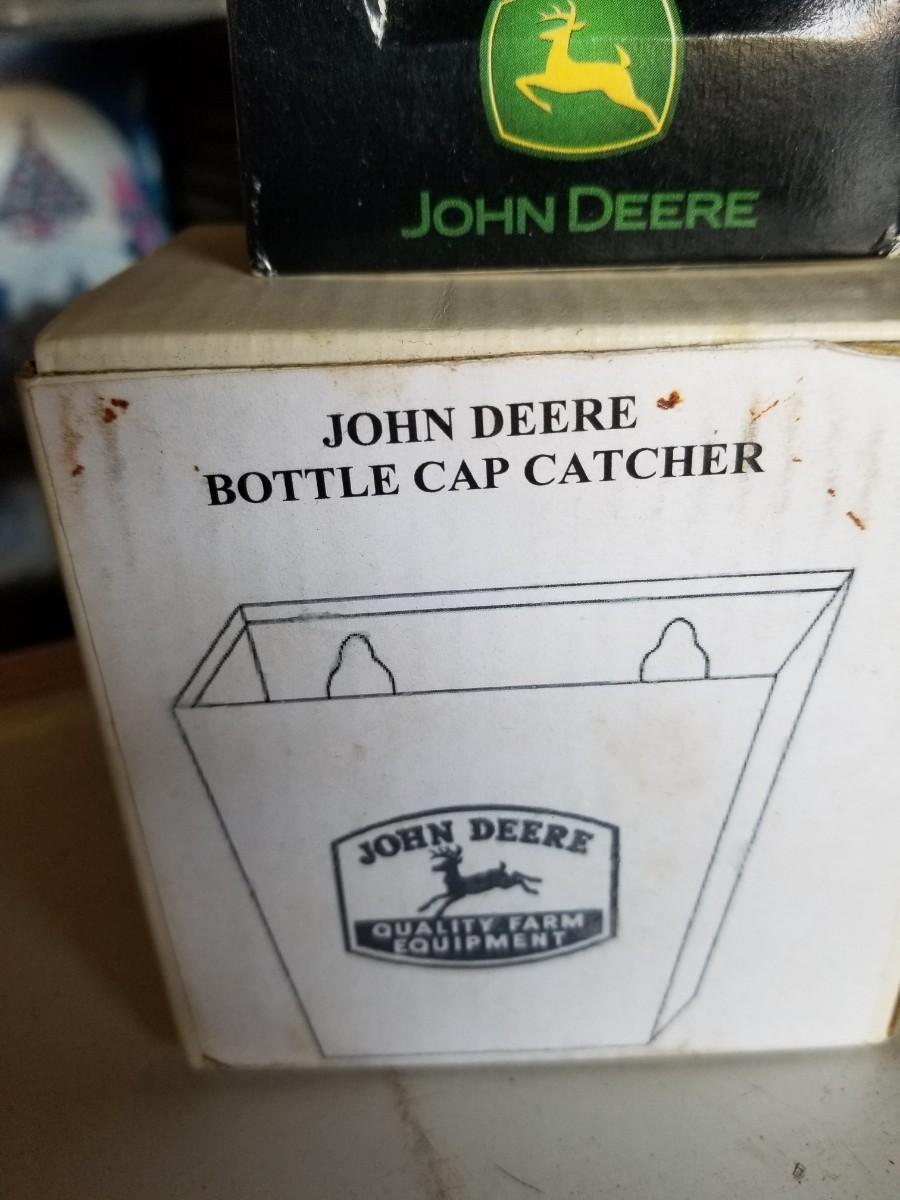 JOHN DEERE
JOHN DEERE
BOTTLE CAP CATCHER
JOHN DEERE
QUALITY FARM
EQUIPMENT